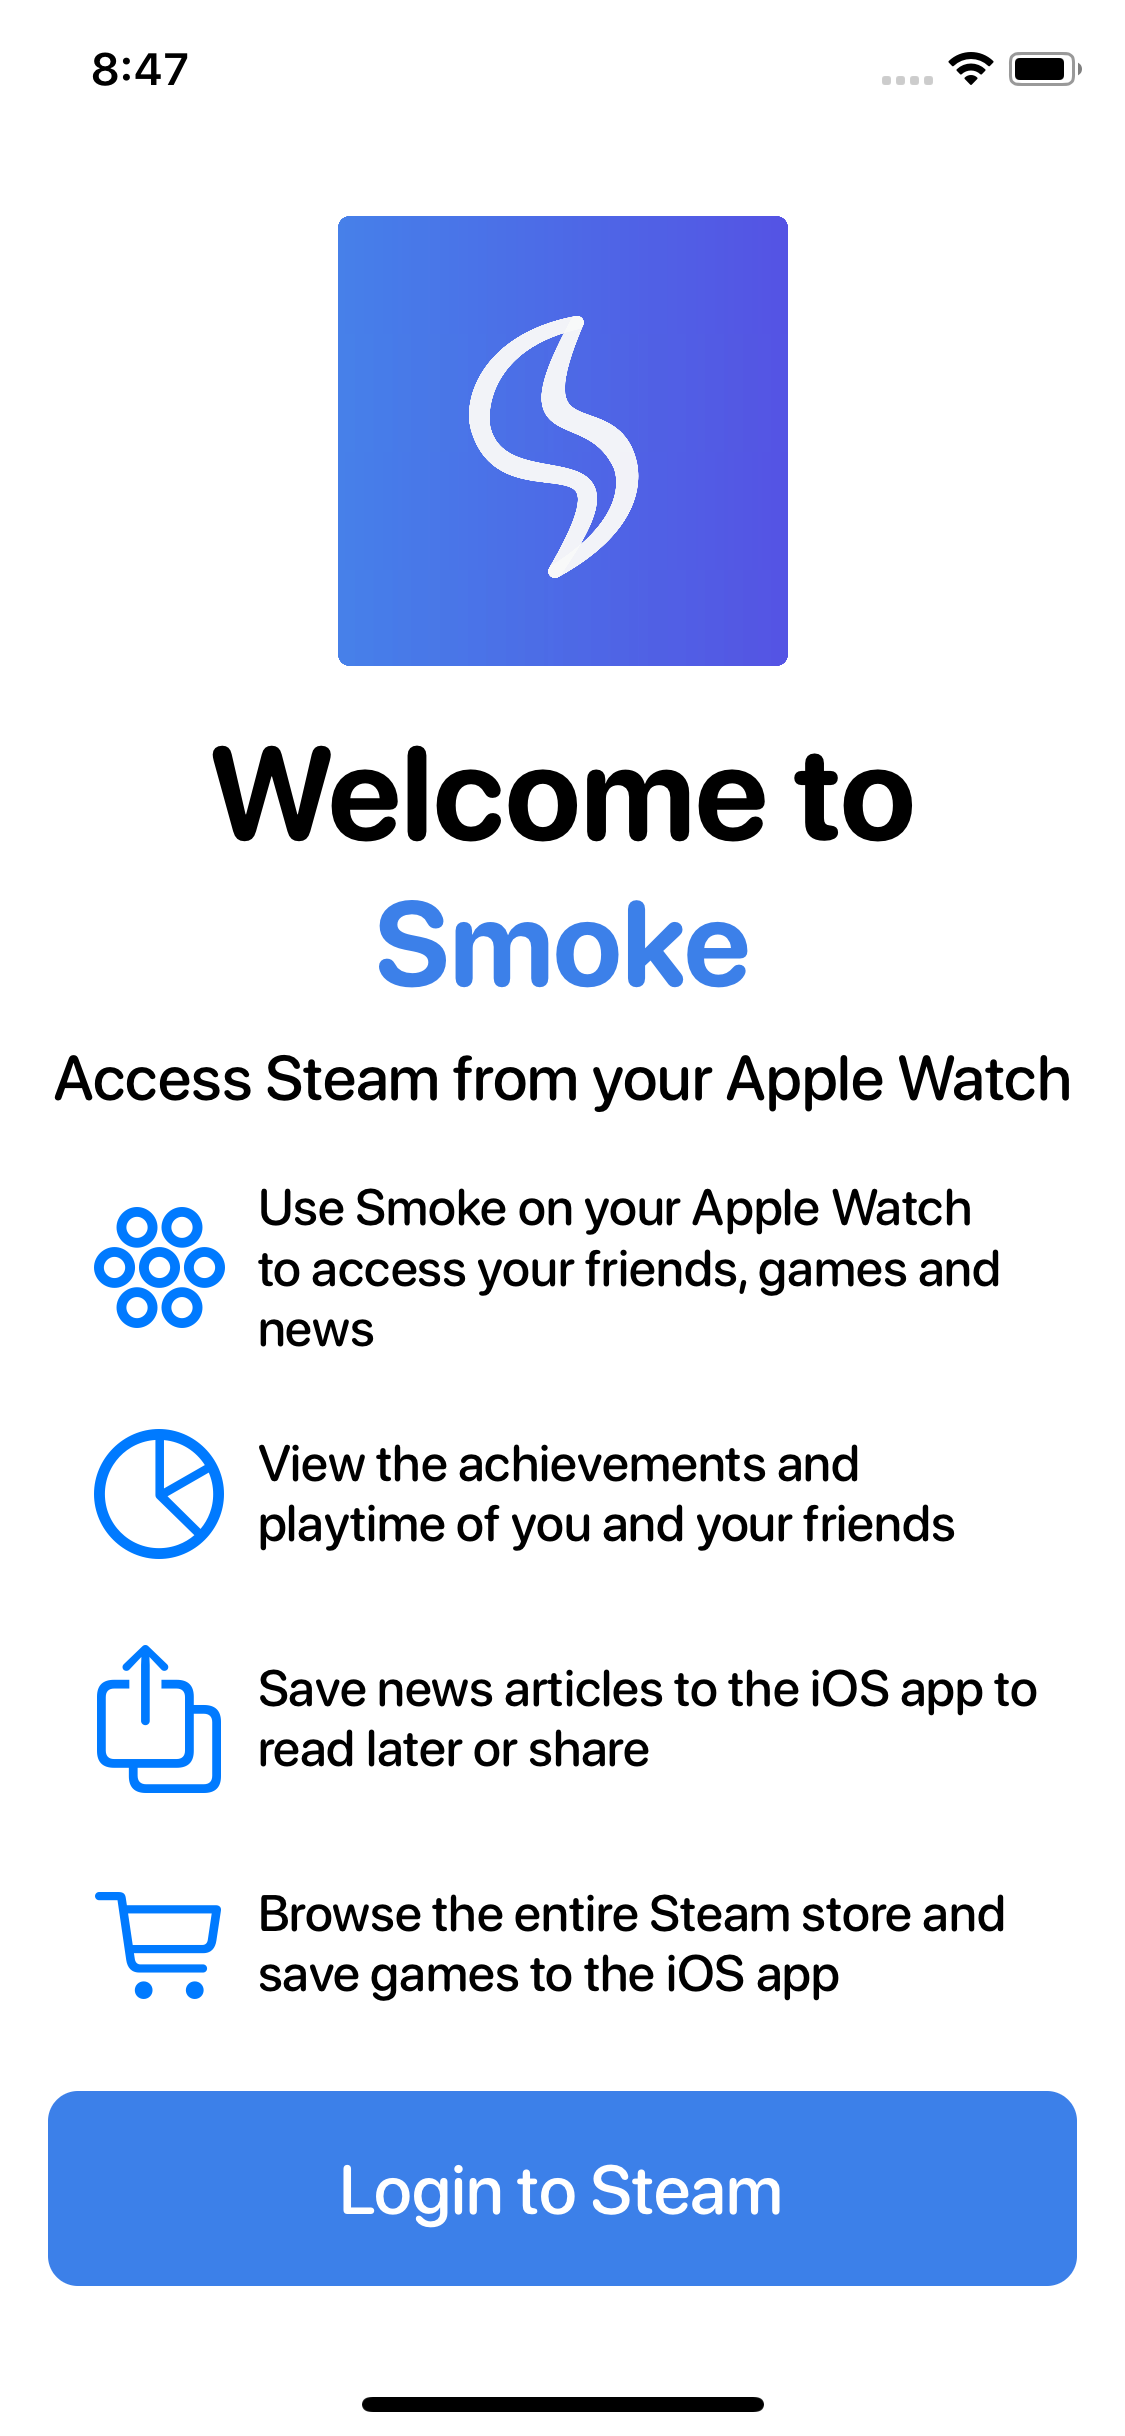 8:47
Welcome to
Smoke
Access Steam from your Apple Watch
Use Smoke on your Apple Watch
to access your friends, games and
news
View the achievements and
playtime of you and your friends
Save news articles to the iOS app to
read later or share
Browse the entire Steam store and
save games to the iOS app
Login to Steam